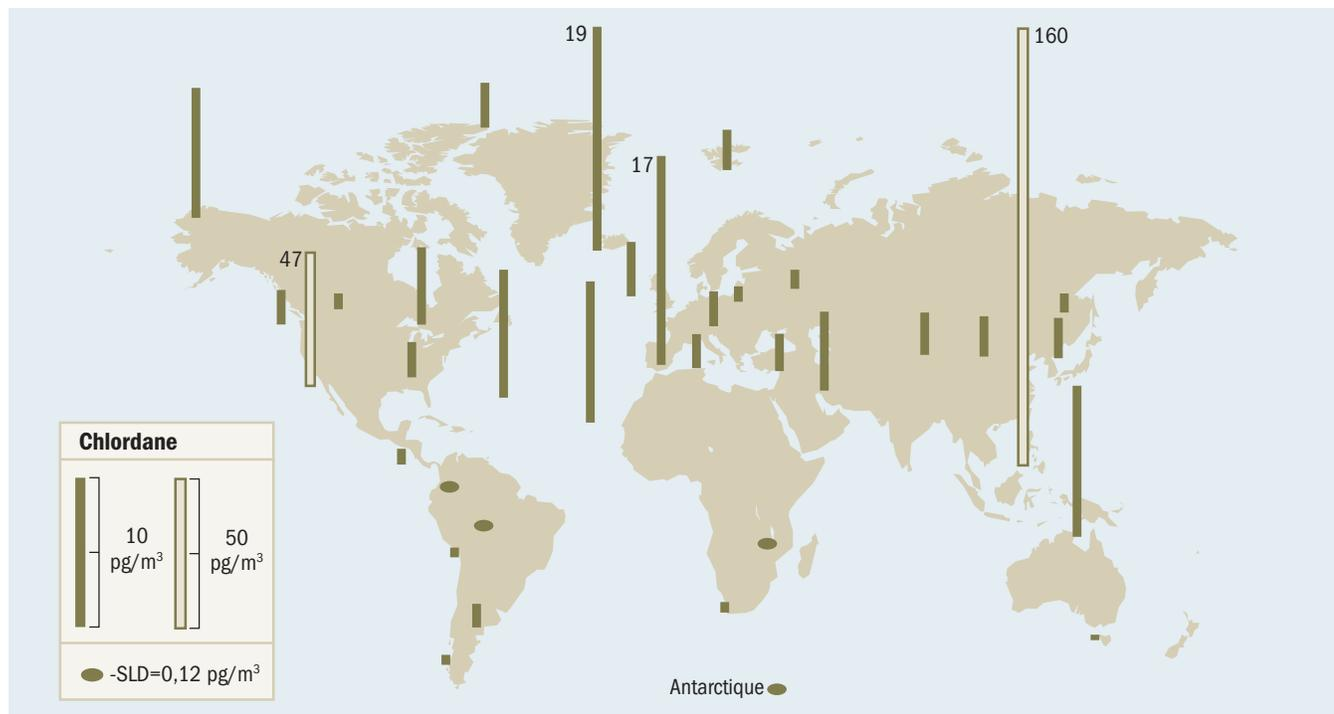 19
160
17
47
Chlordane
10
pg/m³
50
pg/m³
-SLD=0,12 pg/m³
Antarctique